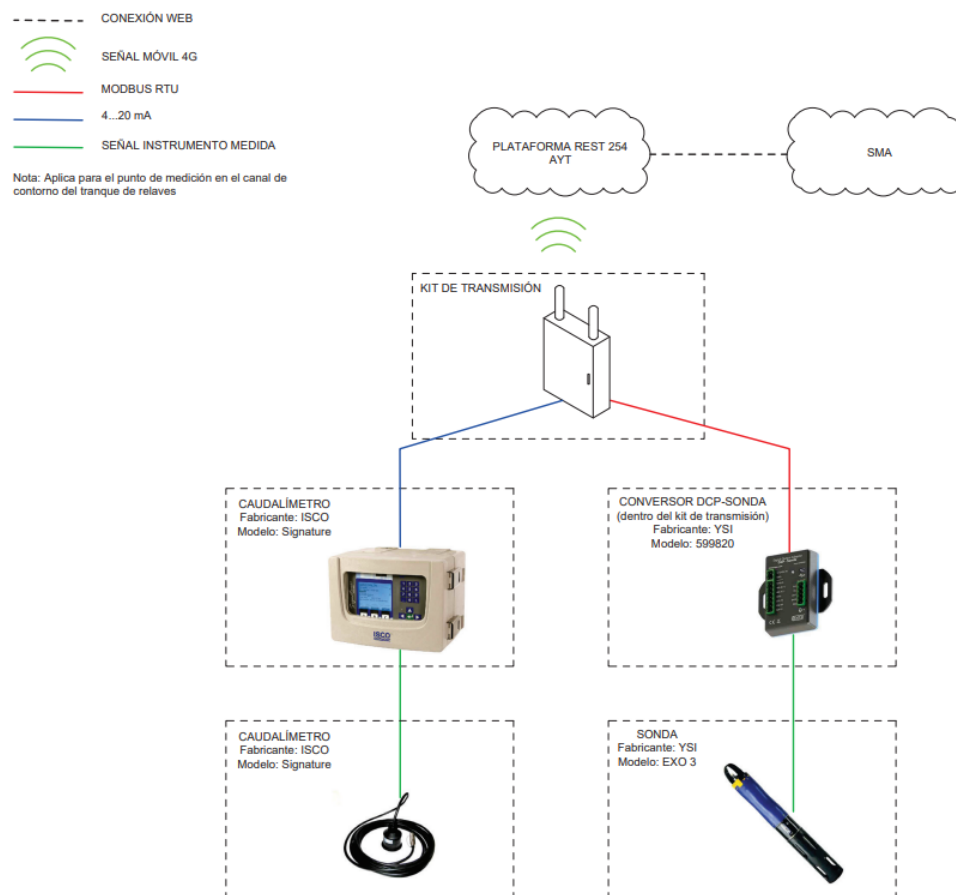 CONEXIÓN WEB
SEÑAL MÓVIL 4G
MODBUS RTU
4...20 mA
SEÑAL INSTRUMENTO MEDIDA
Nota: Aplica para el punto de medición en el canal de
contorno del tranque de relaves
PLATAFORMA REST 254
AYT
SMA
KIT DE TRANSMISIÓN
CAUDALÍMETRO
Fabricante: ISCO
Modelo: Signature
ISCO
CONVERSOR DCP-SONDA
(dentro del kit de transmisión)
Fabricante: YSI
Modelo: 599820
CAUDALÍMETRO
Fabricante: ISCO
Modelo: Signature
SONDA
Fabricante: YSI
Modelo: EXO 3